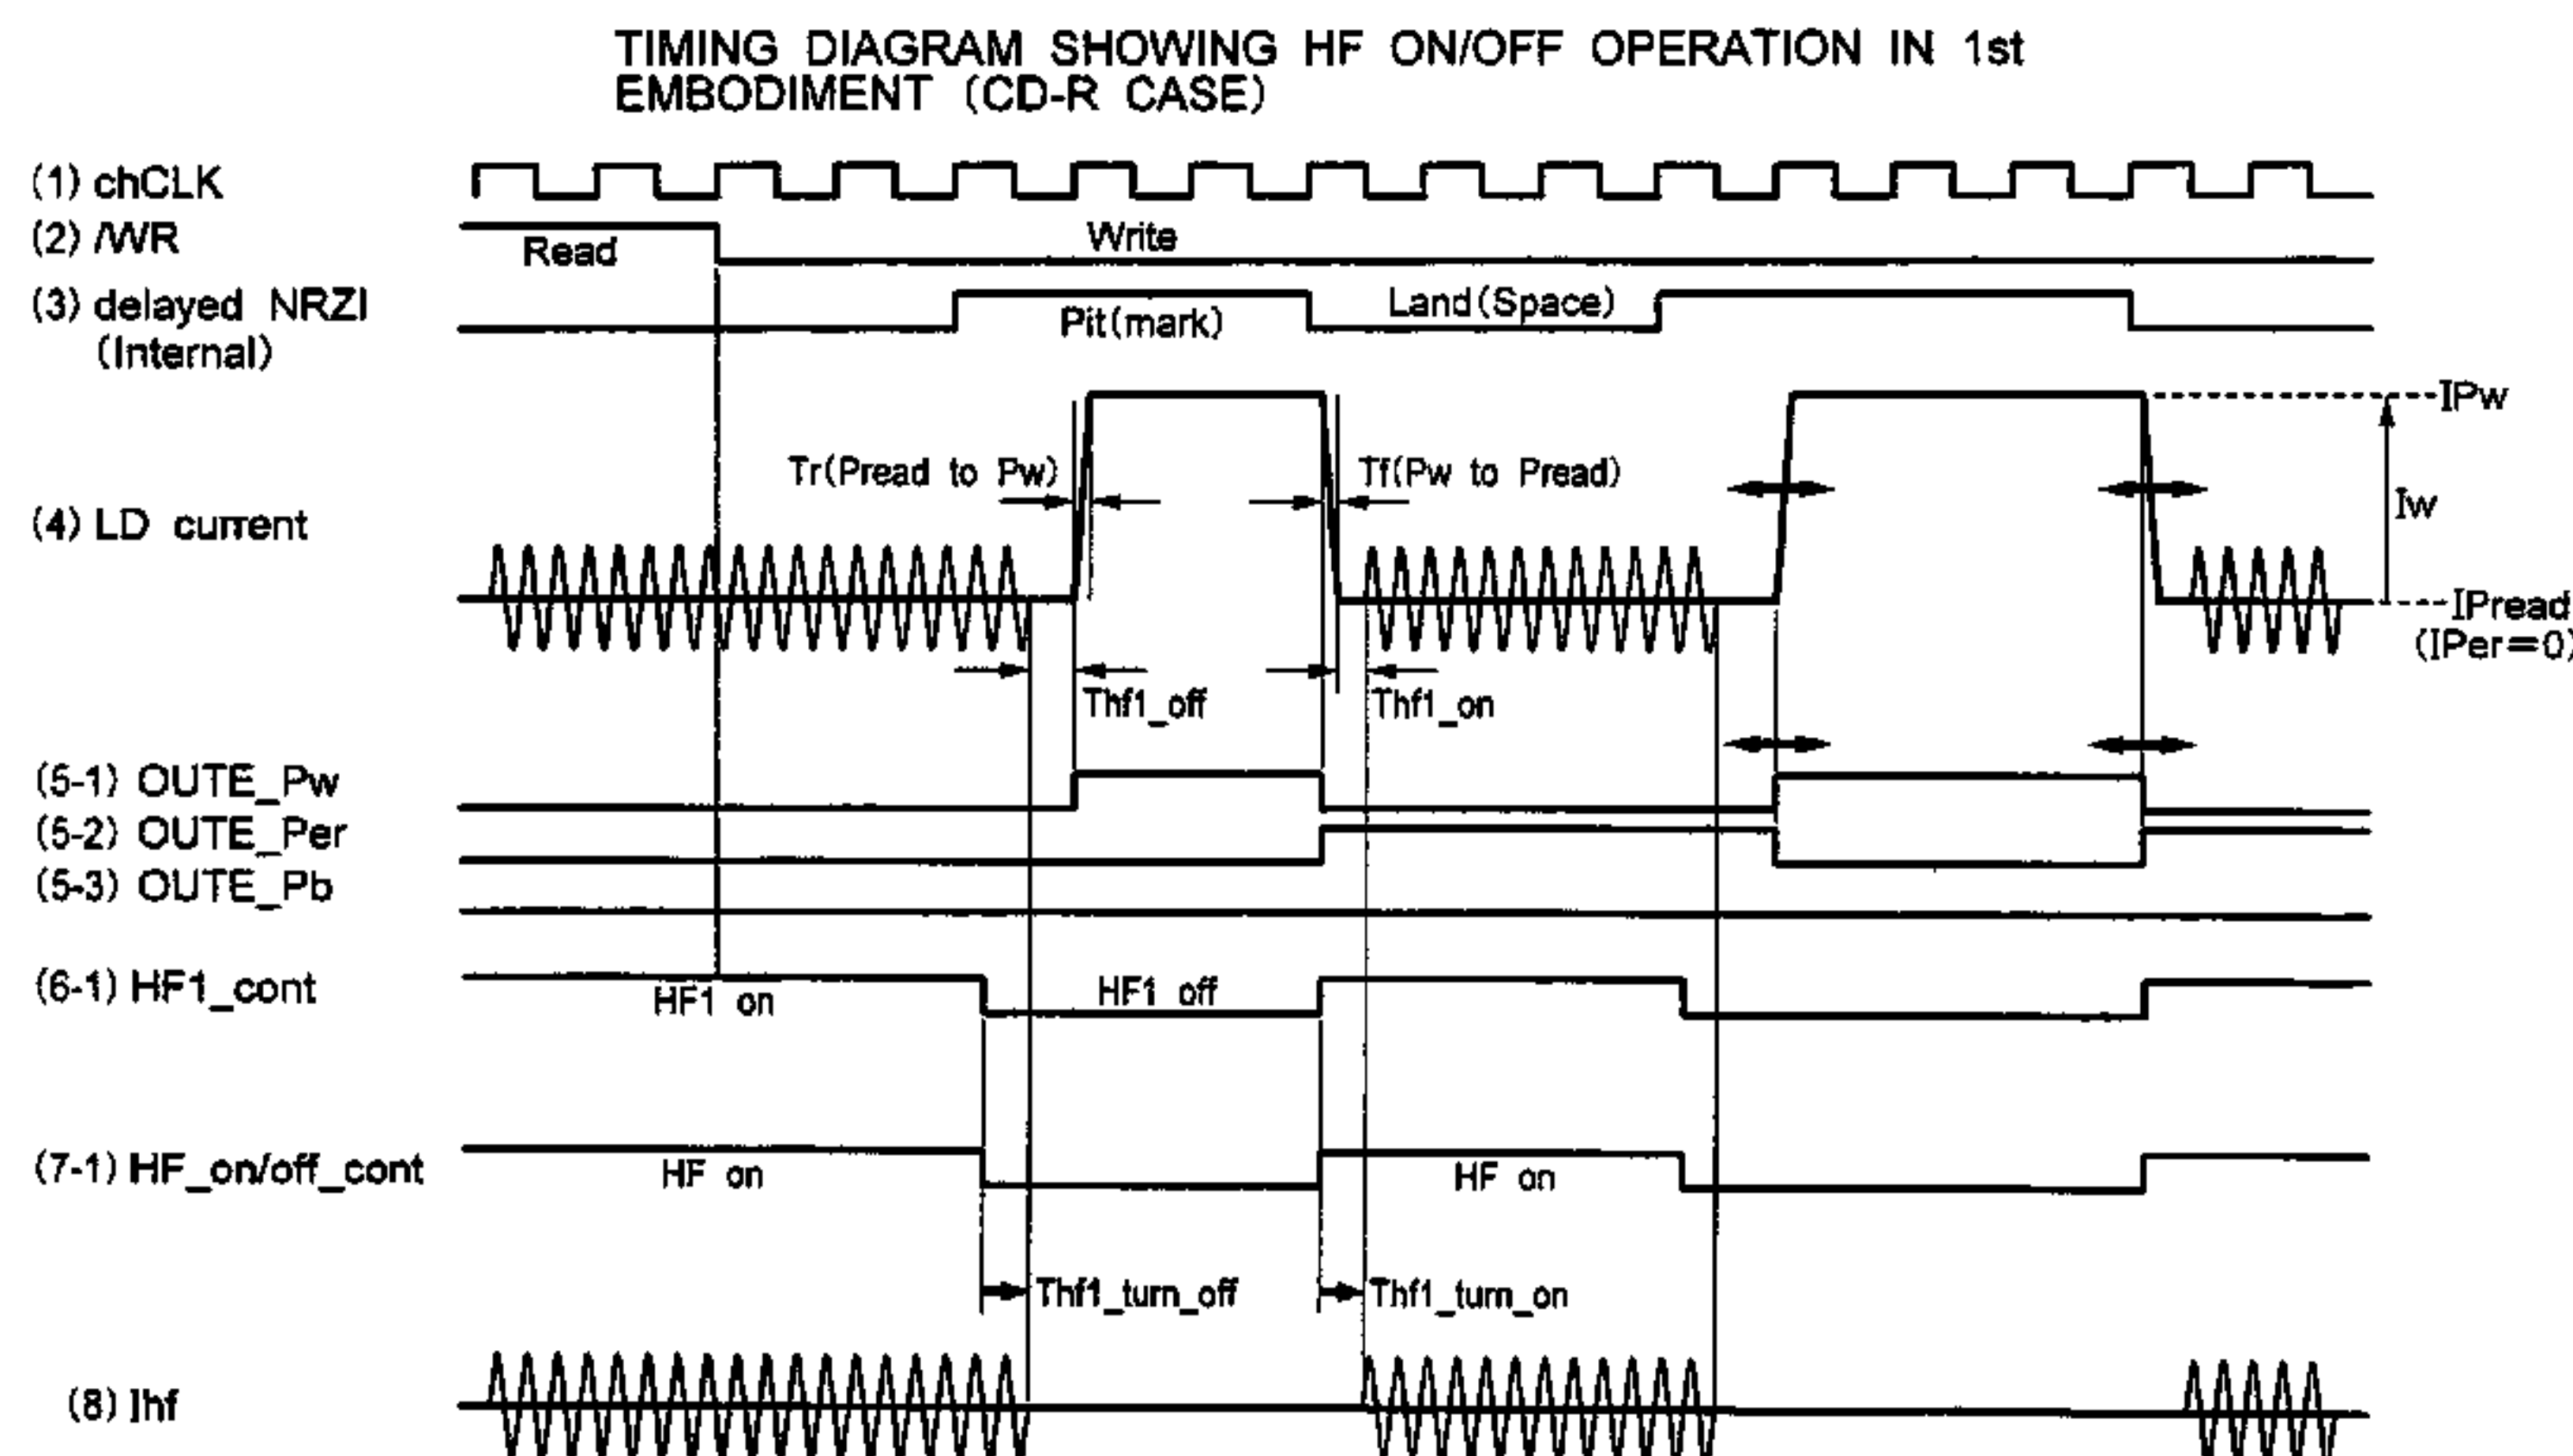 TIMING DIAGRAM SHOWING HF ON/OFF OPERATION IN 1st
EMBODIMENT (CD-R CASE)
(1) chCLK
(2) /WR
Read
Write
(3) delayed NRZI
(Internal)
Pit(mark)
Land(Space)
IPw
Tr(Pread to Pw)
Tf(Pw to Pread)
Iw
(4) LD current
IPread
(IPer=0)
Thf1_off
Thf1_on
(5-1) OUTE_Pw
(5-2) OUTE_Per
(5-3) OUTE_Pb
(6-1) HF1_cont
HF1 on
HF1 off
(7-1) HF_on/off_cont
HF on
HF on
Thf1_turn_off
Thf1_turn_on
(8) Ihf